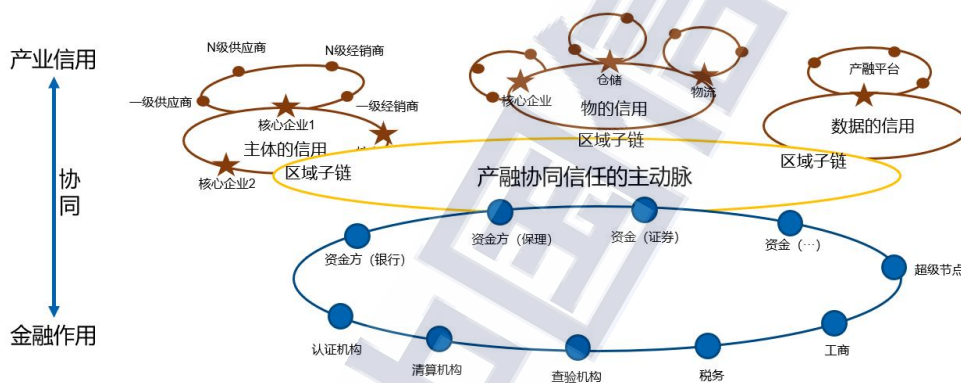 产业信用
协同
金融作用
N级供应商
N级经销商
一级供应商
一级经销商
核心企业1
主体的信用
核心企业2
区域子链
核心企业
仓储
物流
物的信用
区域子链
产融平台
数据的信用
区域子链
产融协同信任的主动脉
资金方（银行）
资金方（保理）
资金（证券）
资金（…）
超级节点
认证机构
清算机构
查验机构
税务
工商